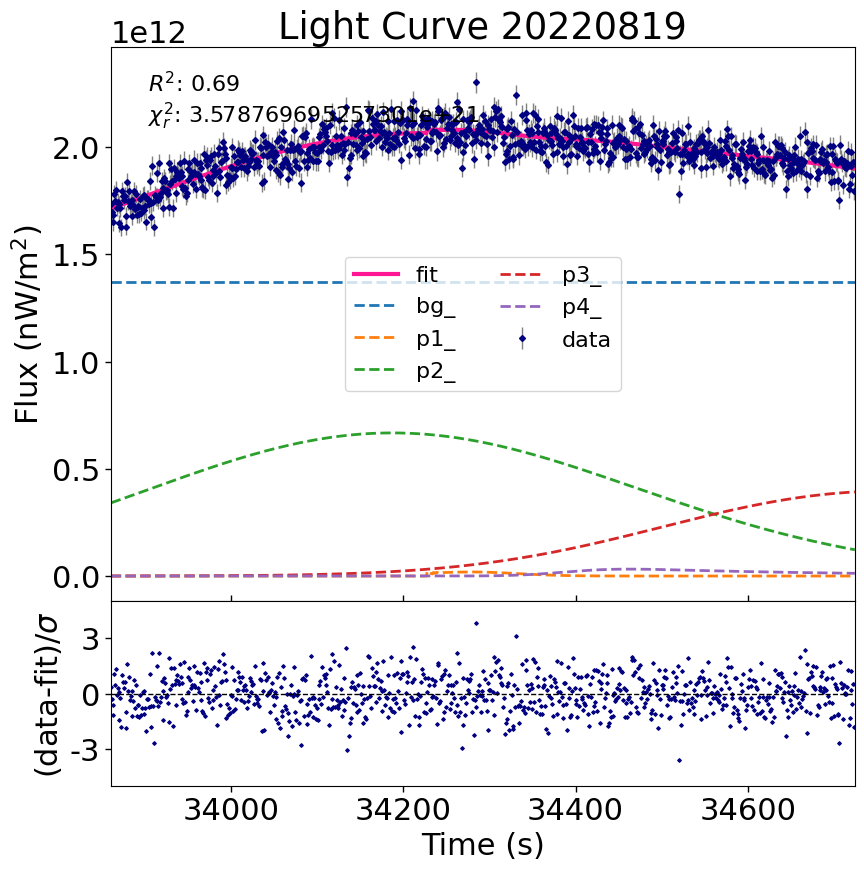 Light Curve 20220819
1e12
R²: 0.69
χ²ᵣ: 3.578769695257301e+21
2.0
1.5
1.0
0.5
0.0
Flux (nW/m²)
fit
bg_
p1_
p2_
p3_
p4_
data
3
0
-3
(data-fit)/σ
34000 34200 34400 34600
Time (s)